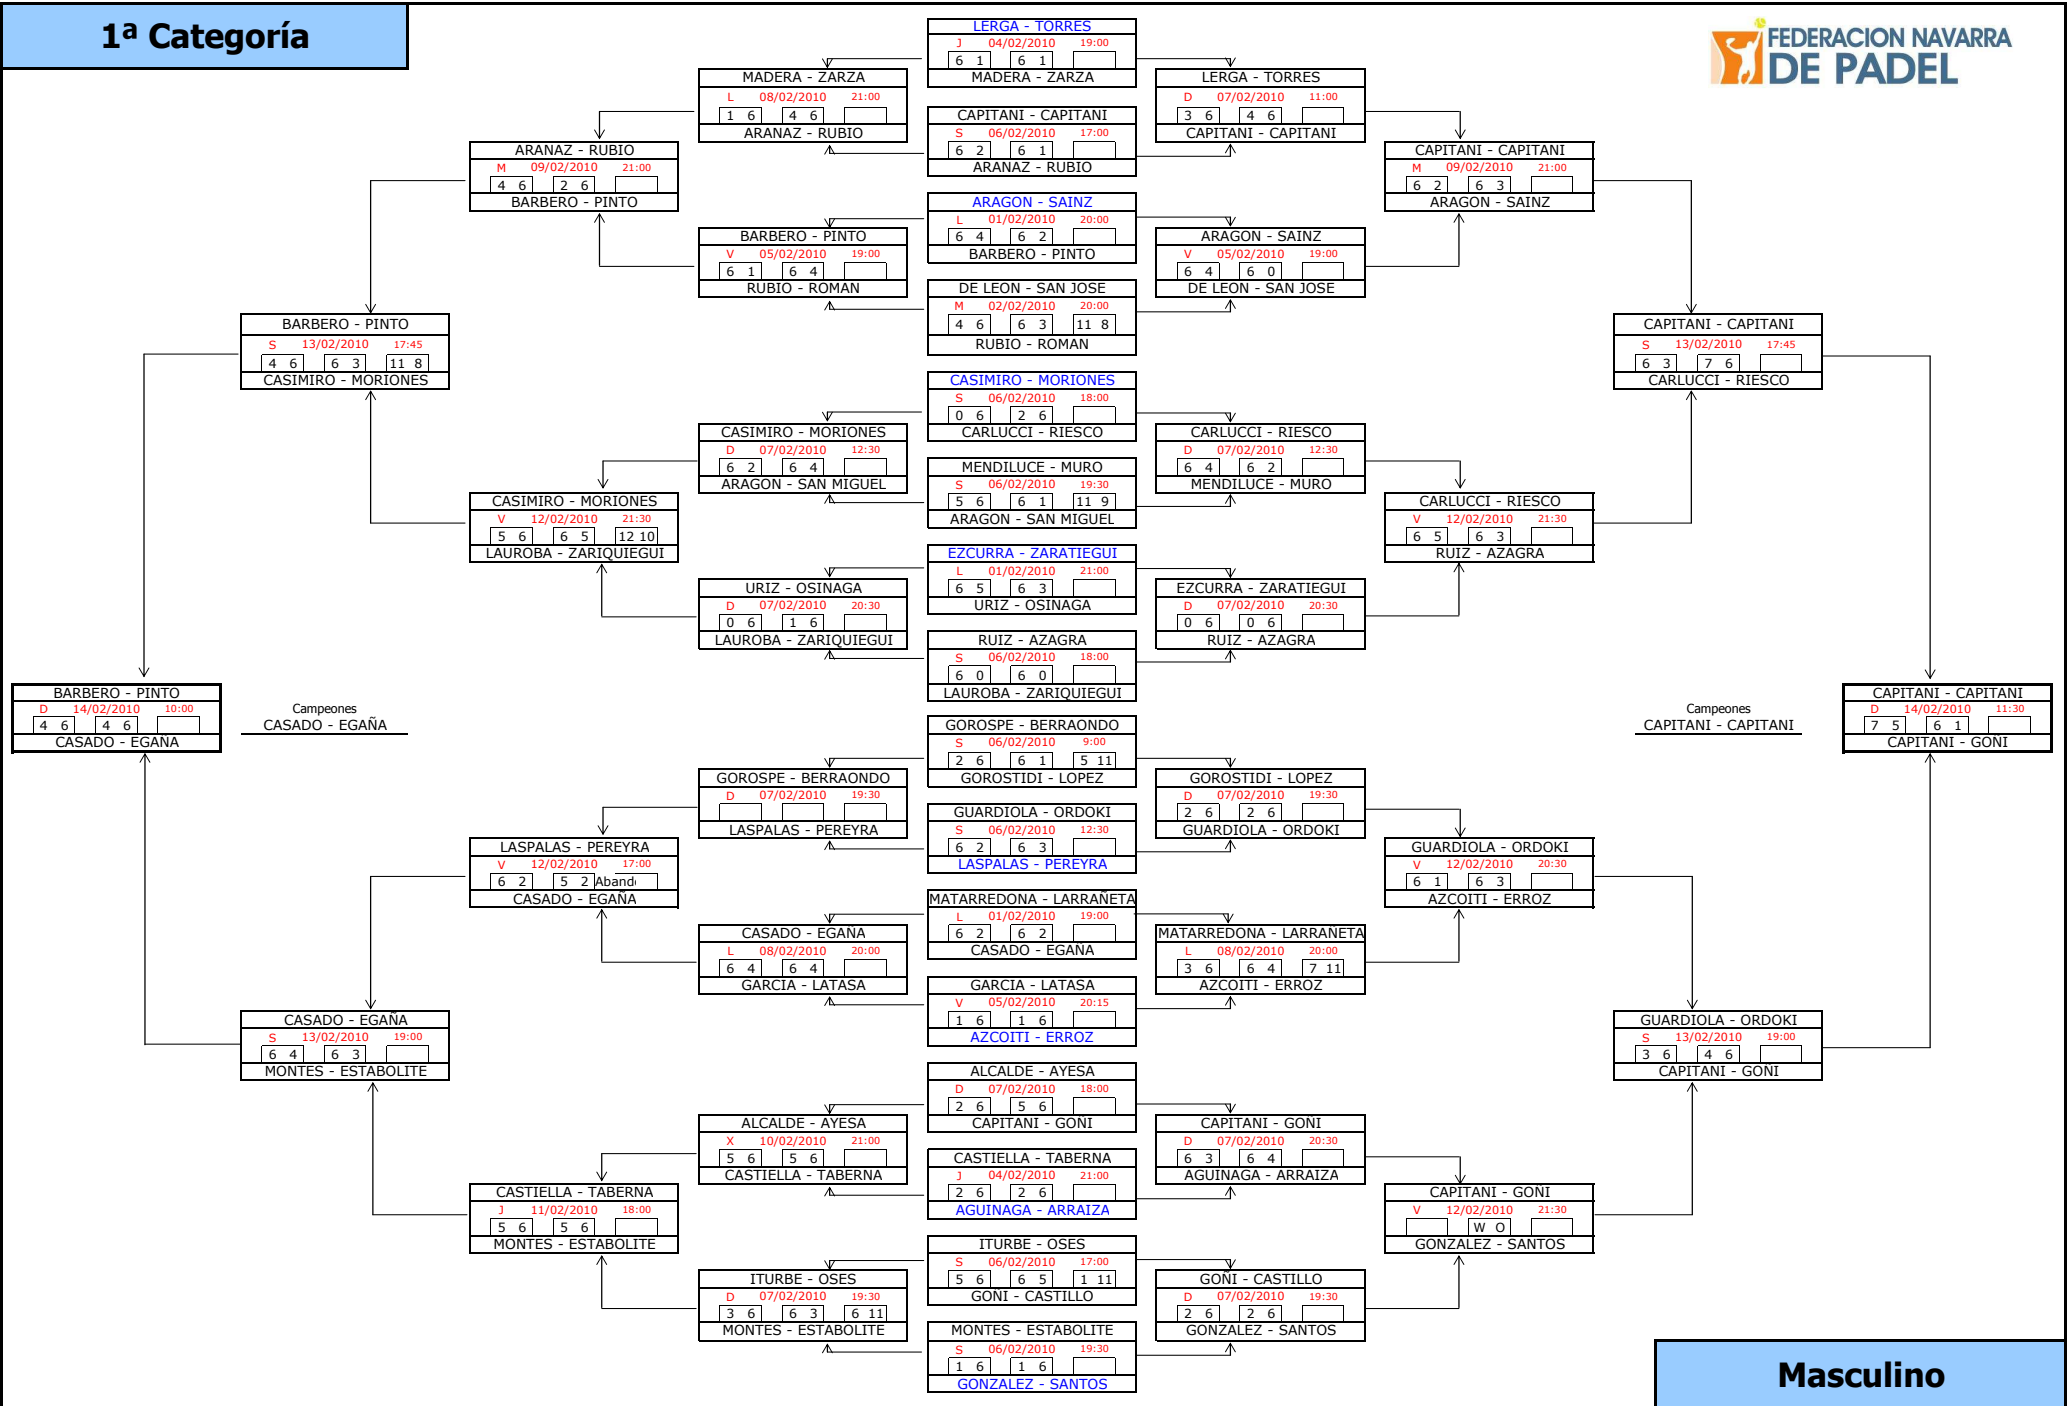 1ª Categoría
FEDERACION NAVARRA
DE PADEL
LERGA - TORRES
J 04/02/2010 19:00
6 1 6 1
MADERA - ZARZA
CAPITANI - CAPITANI
S 06/02/2010 17:00
6 2 6 1
ARANAZ - RUBIO
ARAGON - SAINZ
L 01/02/2010 20:00
6 4 6 2
BARBERO - PINTO
DE LEON - SAN JOSE
M 02/02/2010 20:00
4 6 6 3 11 8
RUBIO - ROMAN
CASIMIRO - MORIONES
S 06/02/2010 18:00
0 6 2 6
CARLUCCI - RIESCO
MENDILUCE - MURO
S 06/02/2010 19:30
5 6 6 1 11 9
ARAGON - SAN MIGUEL
EZCURRA - ZARATIEGUI
L 01/02/2010 21:00
6 5 6 3
URIZ - OSINAGA
RUIZ - AZAGRA
S 06/02/2010 18:00
6 0 6 0
LAUROBA - ZARIQUIEGUI
GOROSPE - BERRAONDO
S 06/02/2010 9:00
2 6 6 1 5 11
GOROSTIDI - LOPEZ
GUARDIOLA - ORDOKI
S 06/02/2010 12:30
6 2 6 3
LASPALAS - PEREYRA
MATARREDONA - LARRAÑETA
L 01/02/2010 19:00
6 2 6 2
CASADO - EGAÑA
GARCIA - LATASA
V 05/02/2010 20:15
1 6 1 6
AZCOITI - ERROZ
ALCALDE - AYESA
D 07/02/2010 18:00
2 6 5 6
CAPITANI - GOÑI
CASTIELLA - TABERNA
J 04/02/2010 21:00
2 6 2 6
AGUINAGA - ARRAIZA
ITURBE - OSES
S 06/02/2010 17:00
5 6 6 5 1 11
GOÑI - CASTILLO
MONTES - ESTABOLITE
S 06/02/2010 19:30
1 6 1 6
GONZALEZ - SANTOS
MADERA - ZARZA
L 08/02/2010 21:00
1 6 4 6
ARANAZ - RUBIO
BARBERO - PINTO
V 05/02/2010 19:00
6 1 6 4
RUBIO - ROMAN
CASIMIRO - MORIONES
D 07/02/2010 12:30
6 2 6 4
ARAGON - SAN MIGUEL
URIZ - OSINAGA
D 07/02/2010 20:30
0 6 1 6
LAUROBA - ZARIQUIEGUI
GOROSPE - BERRAONDO
D 07/02/2010 19:30
LASPALAS - PEREYRA
CASADO - EGAÑA
L 08/02/2010 20:00
6 4 6 4
GARCIA - LATASA
ALCALDE - AYESA
X 10/02/2010 21:00
5 6 5 6
CASTIELLA - TABERNA
ITURBE - OSES
D 07/02/2010 19:30
3 6 6 3 6 11
MONTES - ESTABOLITE
ARANAZ - RUBIO
M 09/02/2010 21:00
4 6 2 6
BARBERO - PINTO
CASIMIRO - MORIONES
V 12/02/2010 21:30
5 6 6 5 12 10
LAUROBA - ZARIQUIEGUI
LASPALAS - PEREYRA
V 12/02/2010 17:00
6 2 5 2 Aband
CASADO - EGAÑA
CASTIELLA - TABERNA
J 11/02/2010 18:00
5 6 5 6
MONTES - ESTABOLITE
BARBERO - PINTO
S 13/02/2010 17:45
4 6 6 3 11 8
CASIMIRO - MORIONES
CASADO - EGAÑA
S 13/02/2010 19:00
6 4 6 3
MONTES - ESTABOLITE
BARBERO - PINTO
D 14/02/2010 10:00
4 6 4 6
CASADO - EGAÑA
Campeones
CASADO - EGAÑA
LERGA - TORRES
D 07/02/2010 11:00
3 6 4 6
CAPITANI - CAPITANI
ARAGON - SAINZ
V 05/02/2010 19:00
6 4 6 0
DE LEON - SAN JOSE
CARLUCCI - RIESCO
D 07/02/2010 12:30
6 4 6 2
MENDILUCE - MURO
EZCURRA - ZARATIEGUI
D 07/02/2010 20:30
0 6 0 6
RUIZ - AZAGRA
GOROSTIDI - LOPEZ
D 07/02/2010 19:30
2 6 2 6
GUARDIOLA - ORDOKI
MATARREDONA - LARRAÑETA
L 08/02/2010 20:00
3 6 6 4 7 11
AZCOITI - ERROZ
CAPITANI - GOÑI
D 07/02/2010 20:30
6 3 6 4
AGUINAGA - ARRAIZA
GOÑI - CASTILLO
D 07/02/2010 19:30
2 6 2 6
GONZALEZ - SANTOS
CAPITANI - CAPITANI
M 09/02/2010 21:00
6 2 6 3
ARAGON - SAINZ
CARLUCCI - RIESCO
V 12/02/2010 21:30
6 5 6 3
RUIZ - AZAGRA
GUARDIOLA - ORDOKI
V 12/02/2010 20:30
6 1 6 3
AZCOITI - ERROZ
CAPITANI - GOÑI
V 12/02/2010 21:30
W O
GONZALEZ - SANTOS
CAPITANI - CAPITANI
S 13/02/2010 17:45
6 3 7 6
CARLUCCI - RIESCO
GUARDIOLA - ORDOKI
S 13/02/2010 19:00
3 6 4 6
CAPITANI - GOÑI
Campeones
CAPITANI - CAPITANI
CAPITANI - CAPITANI
D 14/02/2010 11:30
7 5 6 1
CAPITANI - GOÑI
Masculino